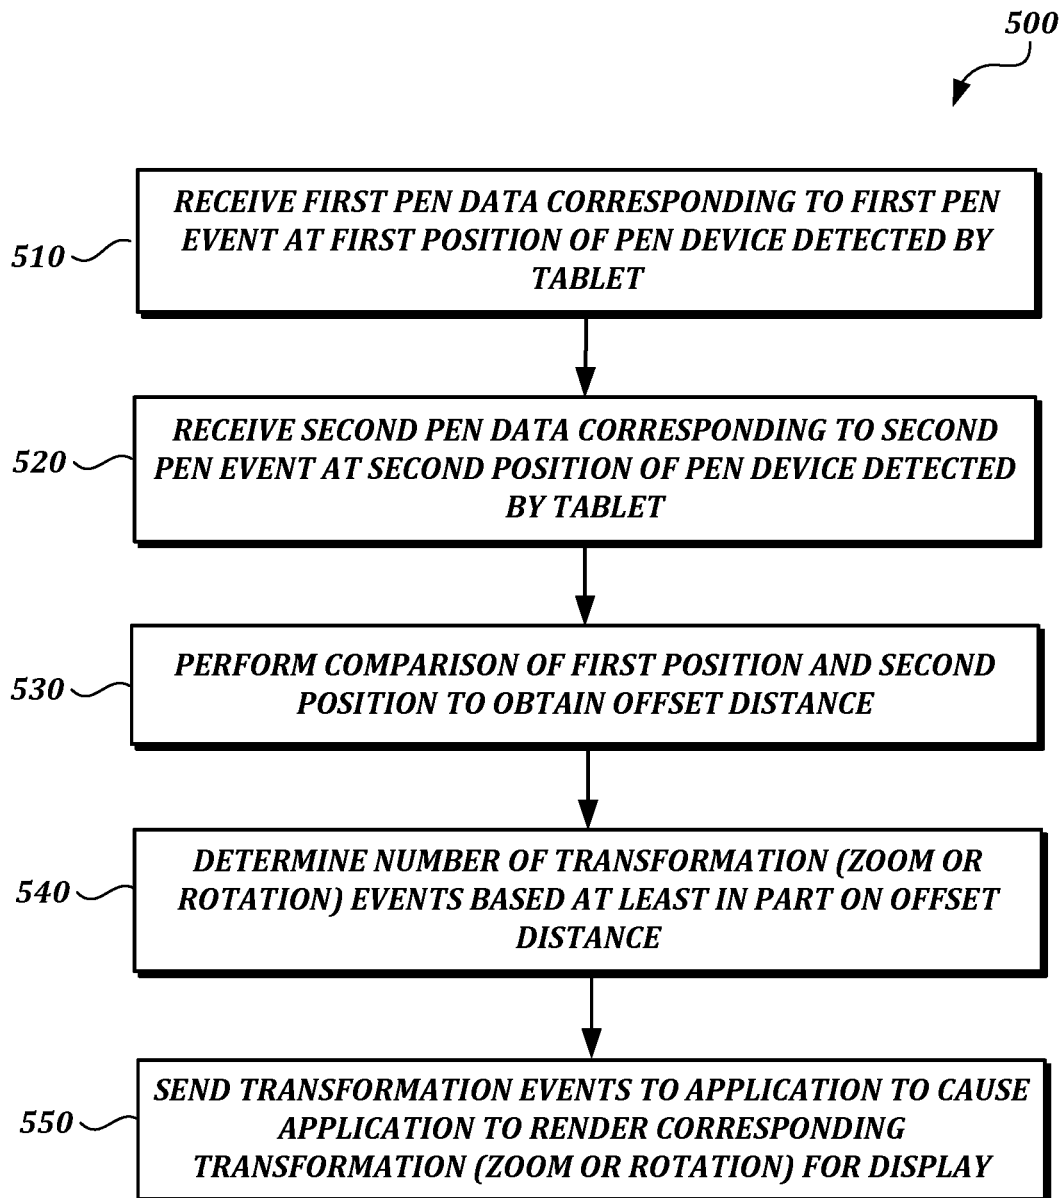 500
RECEIVE FIRST PEN DATA CORRESPONDING TO FIRST PEN
EVENT AT FIRST POSITION OF PEN DEVICE DETECTED BY
TABLET
510
RECEIVE SECOND PEN DATA CORRESPONDING TO SECOND
PEN EVENT AT SECOND POSITION OF PEN DEVICE DETECTED
BY TABLET
520
PERFORM COMPARISON OF FIRST POSITION AND SECOND
POSITION TO OBTAIN OFFSET DISTANCE
530
DETERMINE NUMBER OF TRANSFORMATION (ZOOM OR
ROTATION) EVENTS BASED AT LEAST IN PART ON OFFSET
DISTANCE
540
SEND TRANSFORMATION EVENTS TO APPLICATION TO CAUSE
APPLICATION TO RENDER CORRESPONDING
TRANSFORMATION (ZOOM OR ROTATION) FOR DISPLAY
550